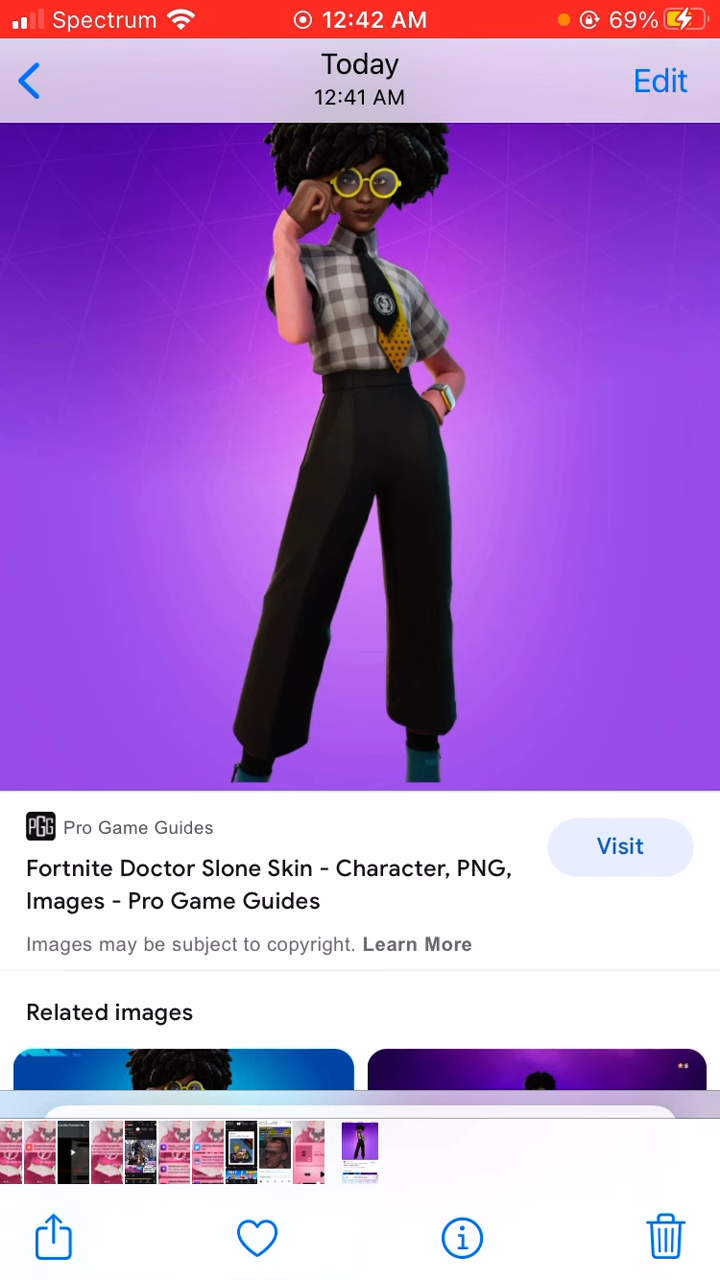 Spectrum 12:42 AM 69%
Today
12:41 AM
Edit
PGG Pro Game Guides
Visit
Fortnite Doctor Slone Skin - Character, PNG,
Images - Pro Game Guides
Images may be subject to copyright. Learn More
Related images